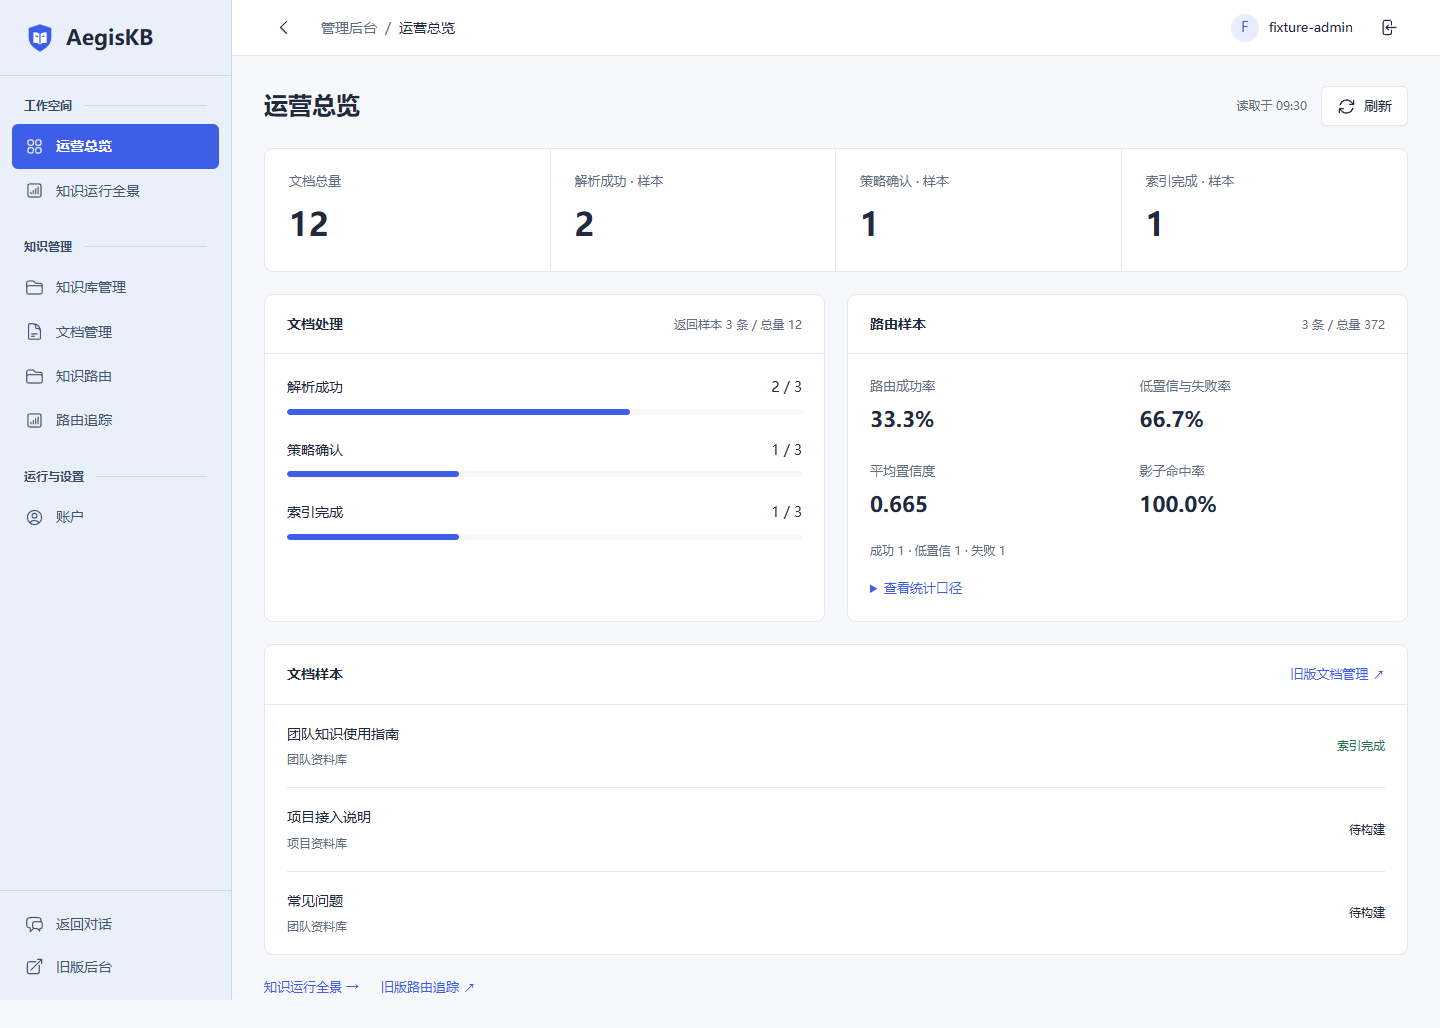 AegisKB
工作空间
运营总览
知识运行全景
知识管理
知识库管理
文档管理
知识路由
路由追踪
运行与设置
账户
返回对话
旧版后台
管理后台 / 运营总览
F fixture-admin
运营总览
读取于 09:30
刷新
文档总量
12
解析成功 · 样本
2
策略确认 · 样本
1
索引完成 · 样本
1
文档处理
返回样本 3 条 / 总量 12
解析成功 2 / 3
策略确认 1 / 3
索引完成 1 / 3
路由样本
3 条 / 总量 372
路由成功率
33.3%
低置信与失败率
66.7%
平均置信度
0.665
影子命中率
100.0%
成功 1 · 低置信 1 · 失败 1
▶ 查看统计口径
文档样本
旧版文档管理 ↗
团队知识使用指南
团队资料库
索引完成
项目接入说明
项目资料库
待构建
常见问题
团队资料库
待构建
知识运行全景 → 旧版路由追踪 ↗